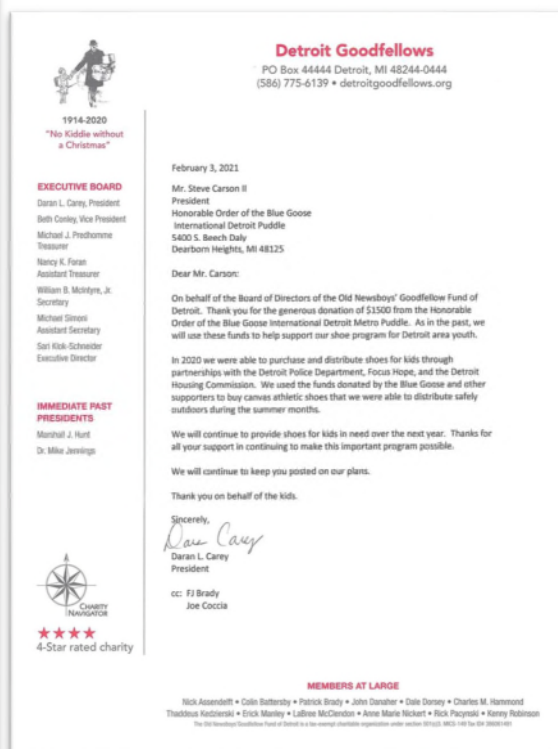 Detroit Goodfellows
PO Box 44444 Detroit, MI 48244-0444
(586) 775-6139 • detroitgoodfellows.org
1914-2020
"No Kiddie without
a Christmas"
EXECUTIVE BOARD
Daran L. Carey, President
Beth Conley, Vice President
Michael J. Predhomme
Treasurer
Nancy K. Foran
Assistant Treasurer
William B. McIntyre, Jr.
Secretary
Michael Simoni
Assistant Secretary
Sari Klok-Schneider
Executive Director
IMMEDIATE PAST
PRESIDENTS
Marshall J. Hunt
Dr. Mike Jennings
CHARITY
NAVIGATOR
4-Star rated charity
February 3, 2021
Mr. Steve Carson II
President
Honorable Order of the Blue Goose
International Detroit Puddle
5400 S. Beech Daly
Dearborn Heights, MI 48125
Dear Mr. Carson:
On behalf of the Board of Directors of the Old Newsboys' Goodfellow Fund of
Detroit. Thank you for the generous donation of $1500 from the Honorable
Order of the Blue Goose International Detroit Metro Puddle. As in the past, we
will use these funds to help support our shoe program for Detroit area youth.
In 2020 we were able to purchase and distribute shoes for kids through
partnerships with the Detroit Police Department, Focus Hope, and the Detroit
Housing Commission. We used the funds donated by the Blue Goose and other
supporters to buy canvas athletic shoes that we were able to distribute safely
outdoors during the summer months.
We will continue to provide shoes for kids in need over the next year. Thanks for
all your support in continuing to make this important program possible.
We will continue to keep you posted on our plans.
Thank you on behalf of the kids.
Sincerely,
Daran L. Carey
President
cc: FJ Brady
Joe Coccia
MEMBERS AT LARGE
Nick Assendelft • Colin Battersby • Patrick Brady • John Danaher • Dale Dorsey • Charles M. Hammond
Thaddeus Kedzierski • Erick Manley • LaBree McClendon • Anne Marie Nickert • Rick Pacynski • Kenny Robinson
The Old Newsboys' Goodfellow Fund of Detroit is a tax-exempt charitable organization under section